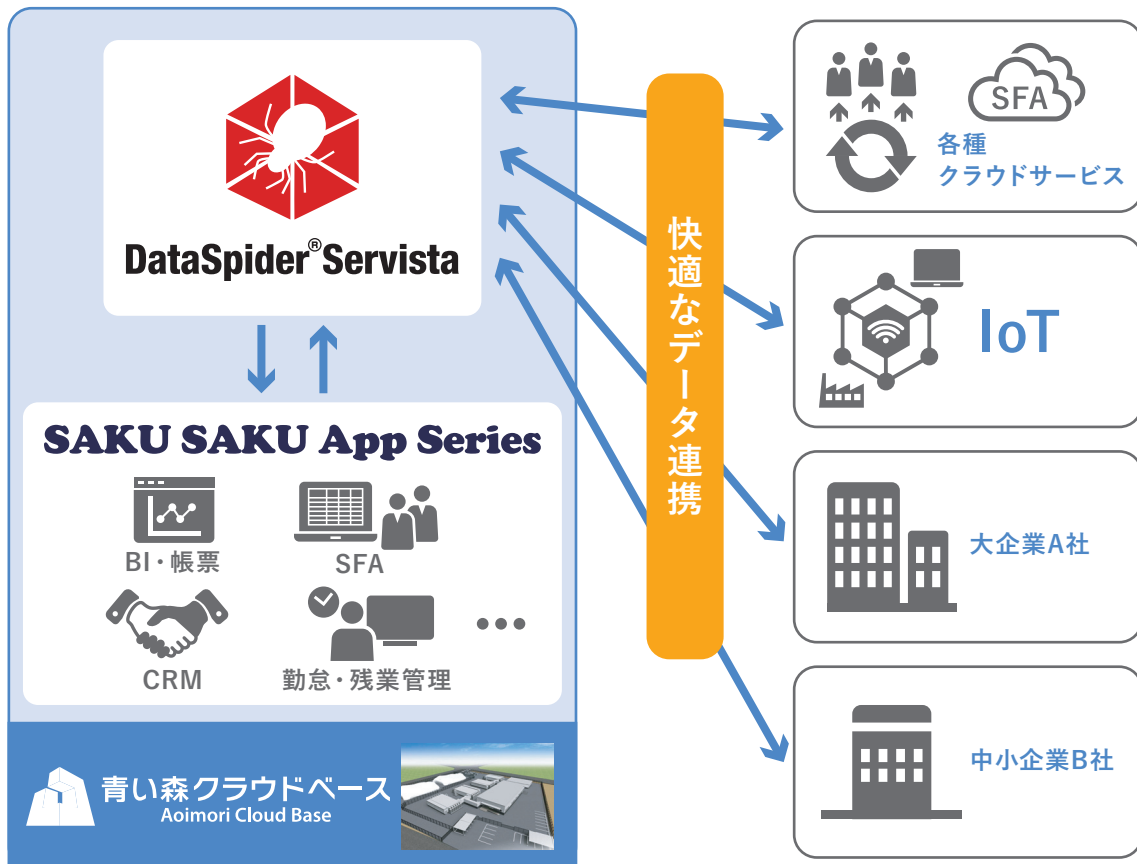 DataSpider®Servista
SAKU SAKU App Series
BI・帳票
SFA
CRM
勤怠・残業管理
•••
青い森クラウドベース
Aoimori Cloud Base
快適なデータ連携
SFA
各種
クラウドサービス
IoT
大企業A社
中小企業B社